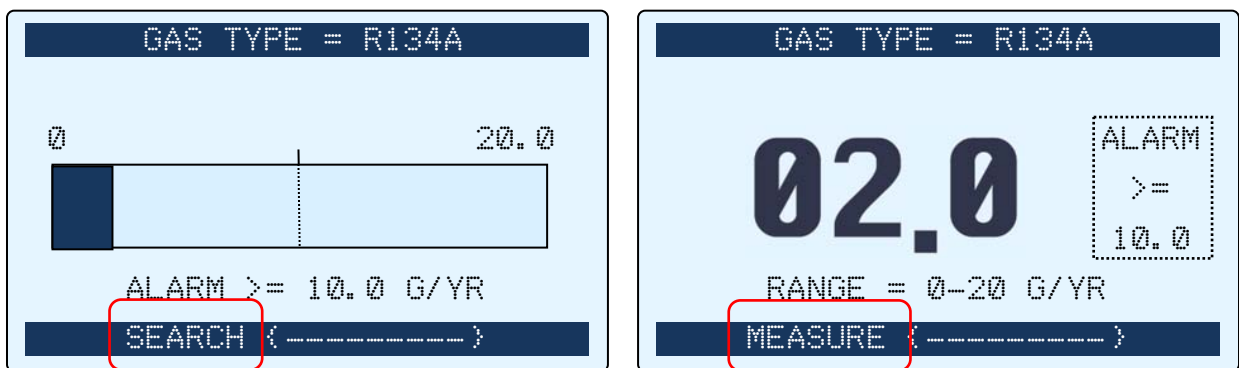 GAS TYPE = R134A
0 20.0
ALARM >= 10.0 G/YR
SEARCH <---------->
GAS TYPE = R134A
02.0
ALARM
>=
10.0
RANGE = 0-20 G/YR
MEASURE <---------->